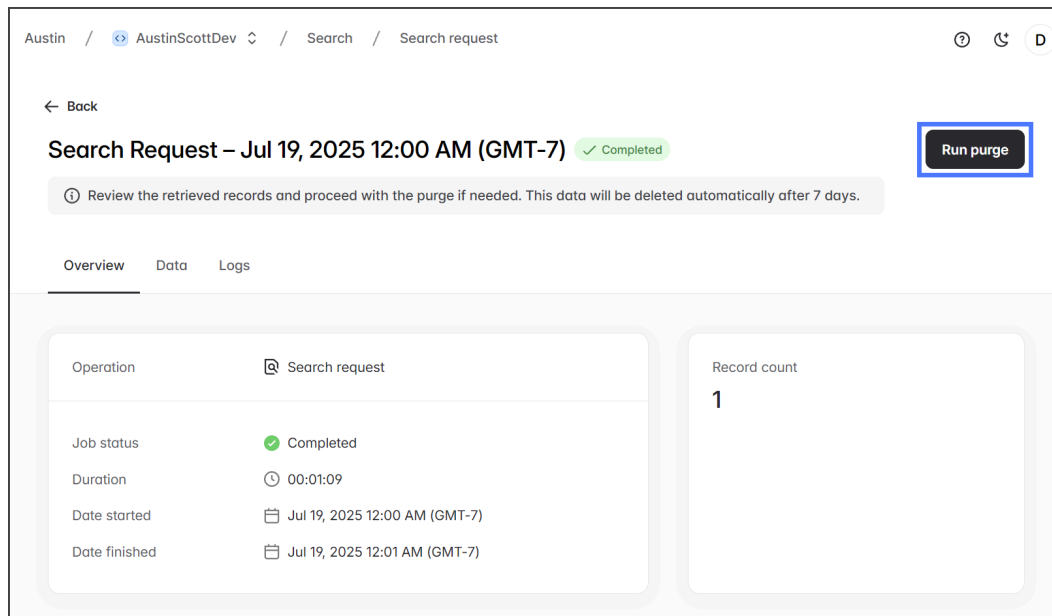 Austin / AustinScottDev / Search / Search request D
Back
Search Request – Jul 19, 2025 12:00 AM (GMT-7) Completed Run purge
Review the retrieved records and proceed with the purge if needed. This data will be deleted automatically after 7 days.
Overview Data Logs
Operation Search request
Record count
1
Job status Completed
Duration 00:01:09
Date started Jul 19, 2025 12:00 AM (GMT-7)
Date finished Jul 19, 2025 12:01 AM (GMT-7)